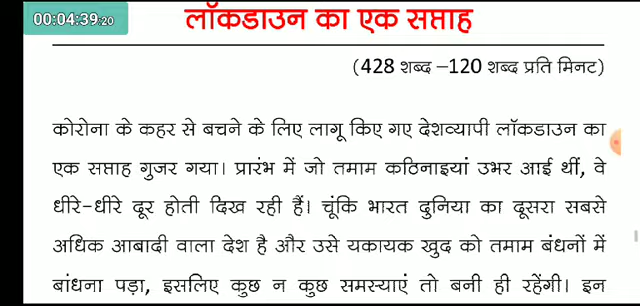 00:04:39:20
लॉकडाउन का एक सप्ताह
(428 शब्द –120 शब्द प्रति मिनट)
कोरोना के कहर से बचने के लिए लागू किए गए देशव्यापी लॉकडाउन का
एक सप्ताह गुजर गया। प्रारंभ में जो तमाम कठिनाइयां उभर आई थीं, वे
धीरे-धीरे दूर होती दिख रही हैं। चूंकि भारत दुनिया का दूसरा सबसे
अधिक आबादी वाला देश है और उसे यकायक खुद को तमाम बंधनों में
बांधना पड़ा, इसलिए कुछ न कुछ समस्याएं तो बनी ही रहेंगी। इन